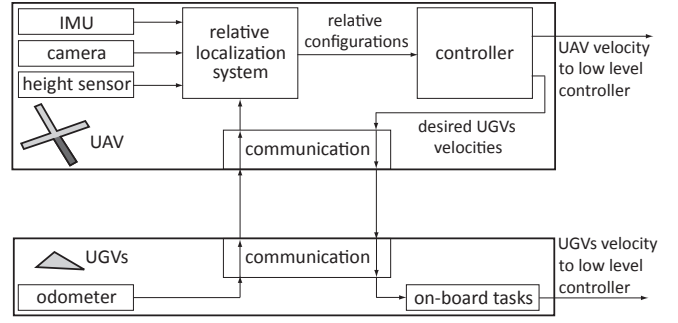 IMU
camera
height sensor
UAV
relative
localization
system
relative
configurations
controller
UAV velocity
to low level
controller
desired UGVs
velocities
communication
communication
UGVs
odometer
on-board tasks
UGVs velocity
to low level
controller